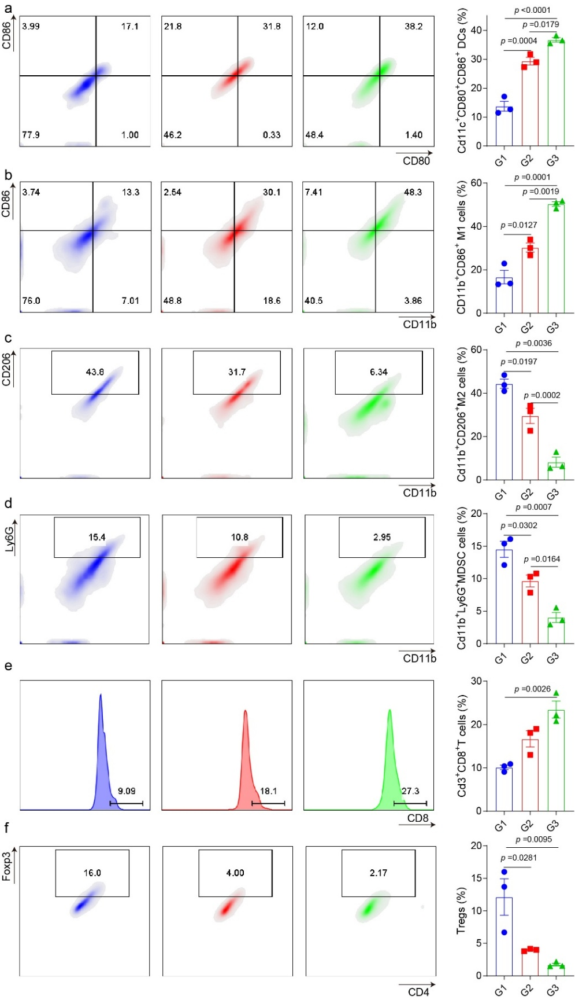 a
CD86
3.99 17.1
77.9 1.00
21.8 31.8
46.2 0.33
12.0 38.2
48.4 1.40
CD80
Cd11c+CD80+CD86+ DCs (%)
p <0.0001
p =0.0179
p =0.0004
40
30
20
10
0
G1 G2 G3
b
CD86
3.74 13.3
76.0 7.01
2.54 30.1
48.8 18.6
7.41 48.3
40.5 3.86
CD11b
CD11b+CD86+ M1 cells (%)
p =0.0001
p =0.0019
p =0.0127
60
40
20
0
G1 G2 G3
c
CD206
43.8
31.7
6.34
CD11b
Cd11b+CD206+M2 cells (%)
p =0.0036
p =0.0197
p =0.0002
60
40
20
0
G1 G2 G3
d
Ly6G
15.4
10.8
2.95
CD11b
Cd11b+Ly6G+MDSC cells (%)
p =0.0007
p =0.0302
p =0.0164
20
15
10
5
0
G1 G2 G3
e
9.09
18.1
27.3
CD8
Cd3+CD8+T cells (%)
p =0.0026
30
20
10
0
G1 G2 G3
f
Foxp3
16.0
4.00
2.17
CD4
Tregs (%)
p =0.0095
p =0.0281
20
15
10
5
0
G1 G2 G3